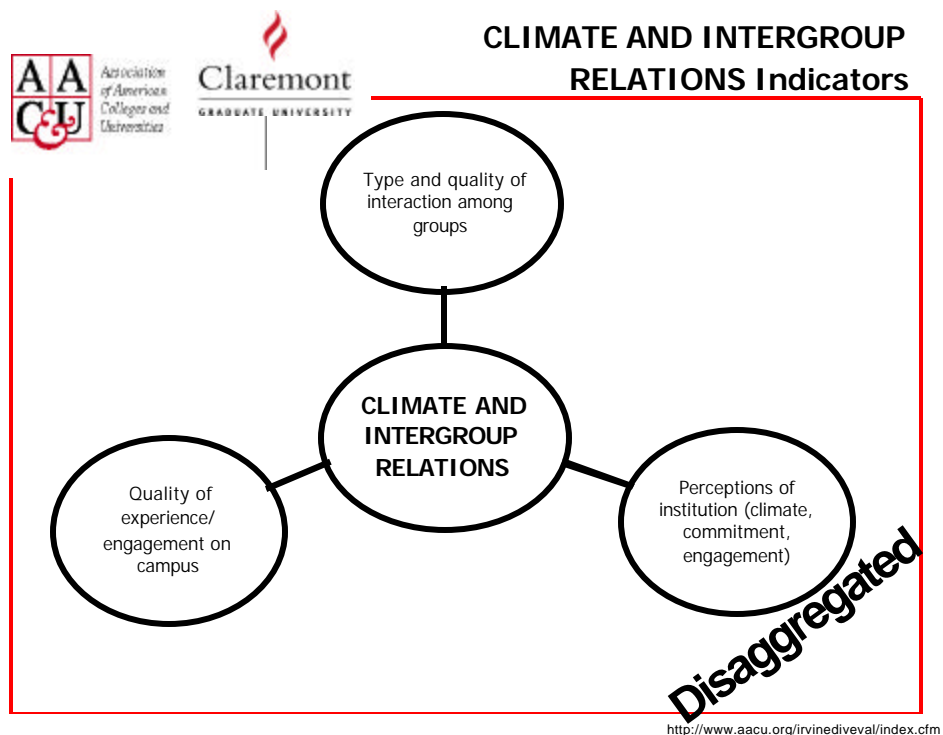 CLIMATE AND INTERGROUP
RELATIONS Indicators
AAC&U
Association
of American
Colleges and
Universities
Claremont
GRADUATE UNIVERSITY
Type and quality of
interaction among
groups
CLIMATE AND
INTERGROUP
RELATIONS
Quality of
experience/
engagement on
campus
Perceptions of
institution (climate,
commitment,
engagement)
Disaggregated
http://www.aacu.org/irvinediveval/index.cfm